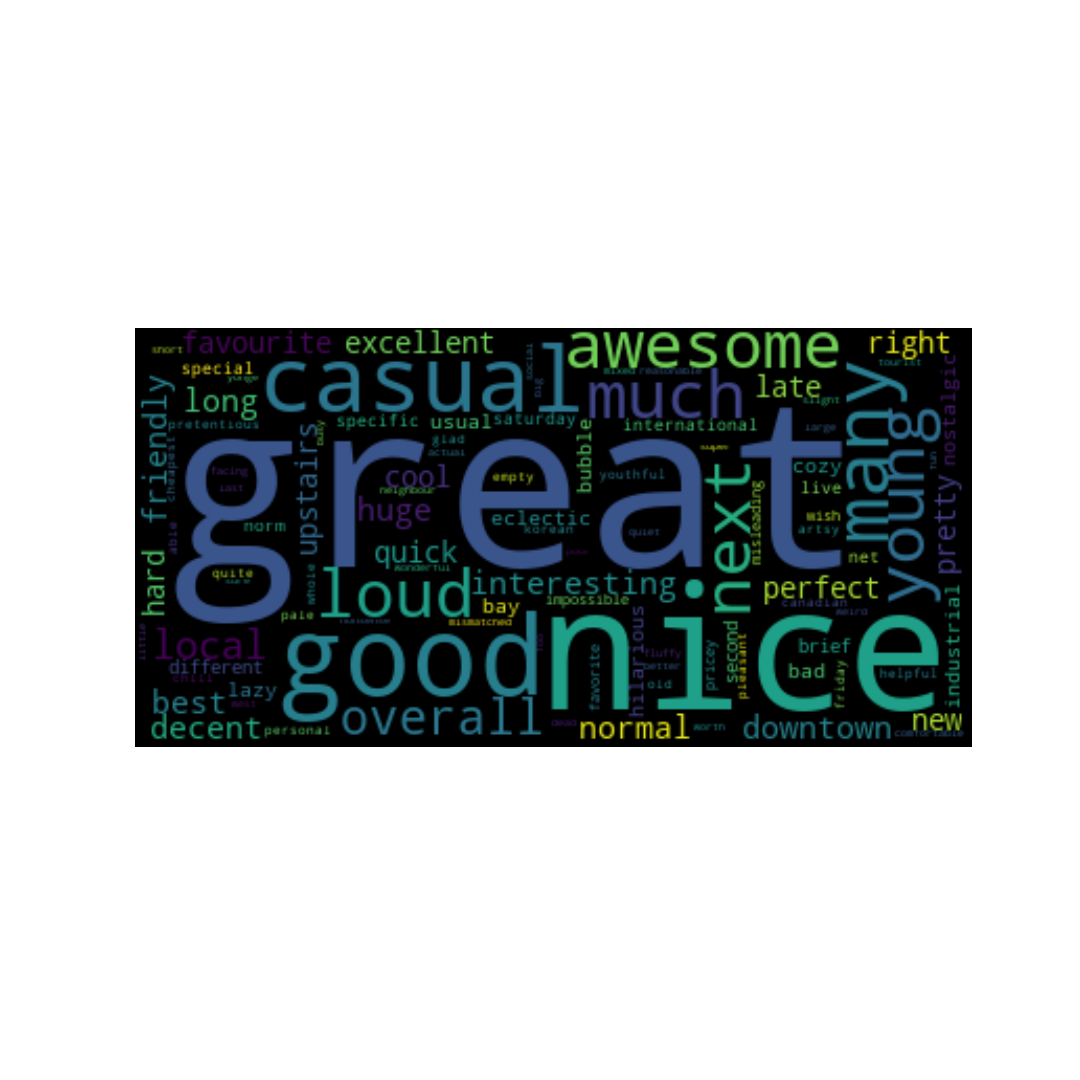 short
favourite
excellent
awesome
right
special
casual
social
mixed
reasonable
tourist
long
much
late
big
slight
many
young
nostalgic
friendly
pretentious
specific
usual
saturday
international
large
fun
cheapest
upstairs
great
glad
actual
bubble
youthful
next
cozy
live
facing
last
cool
neighbour
empty
huge
eclectic
korean
quiet
misleading
wish
artsy
norm
able
quick
wonderful
net
pretty
hard
quite
whole
loud
interesting
perfect
pale
bay
impossible
mismatched
canadian
weird
industrial
local
good
nice
hilarious
second
brief
little
different
fluffy
better
pricey
pleasant
bad
friday
helpful
chill
lazy
best
overall
favorite
old
decent
personal
dead
normal
worth
downtown
new
comfortable